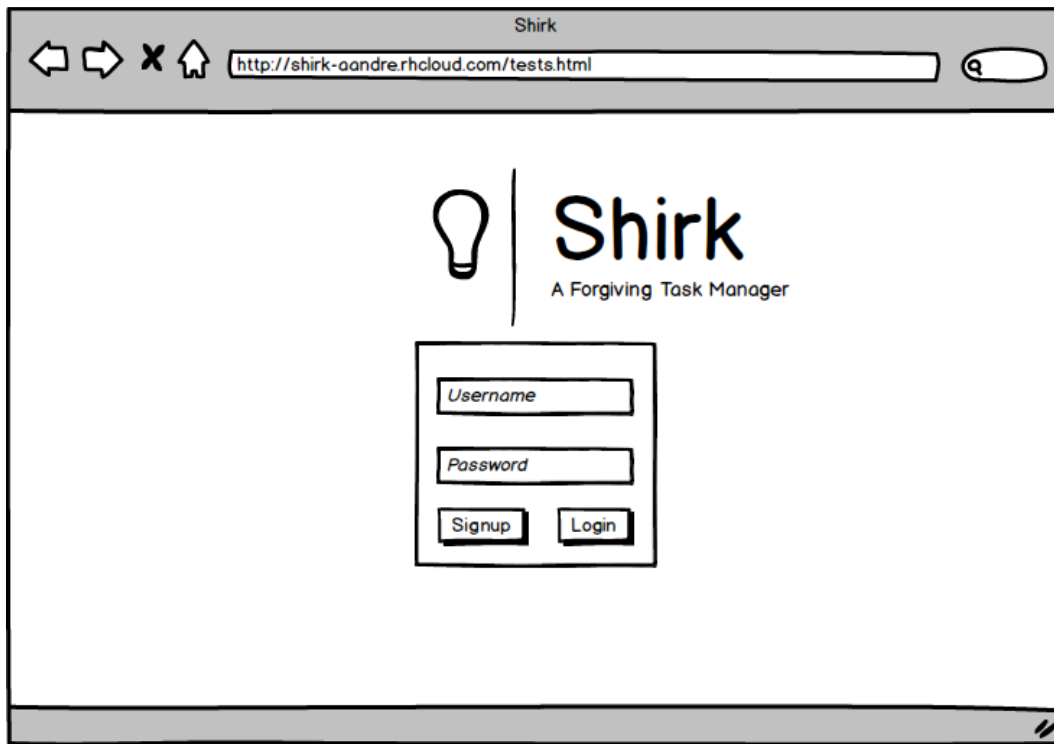 Shirk
http://shirk-aandre.rhcloud.com/tests.html
Shirk
A Forgiving Task Manager
Username
Password
Signup Login